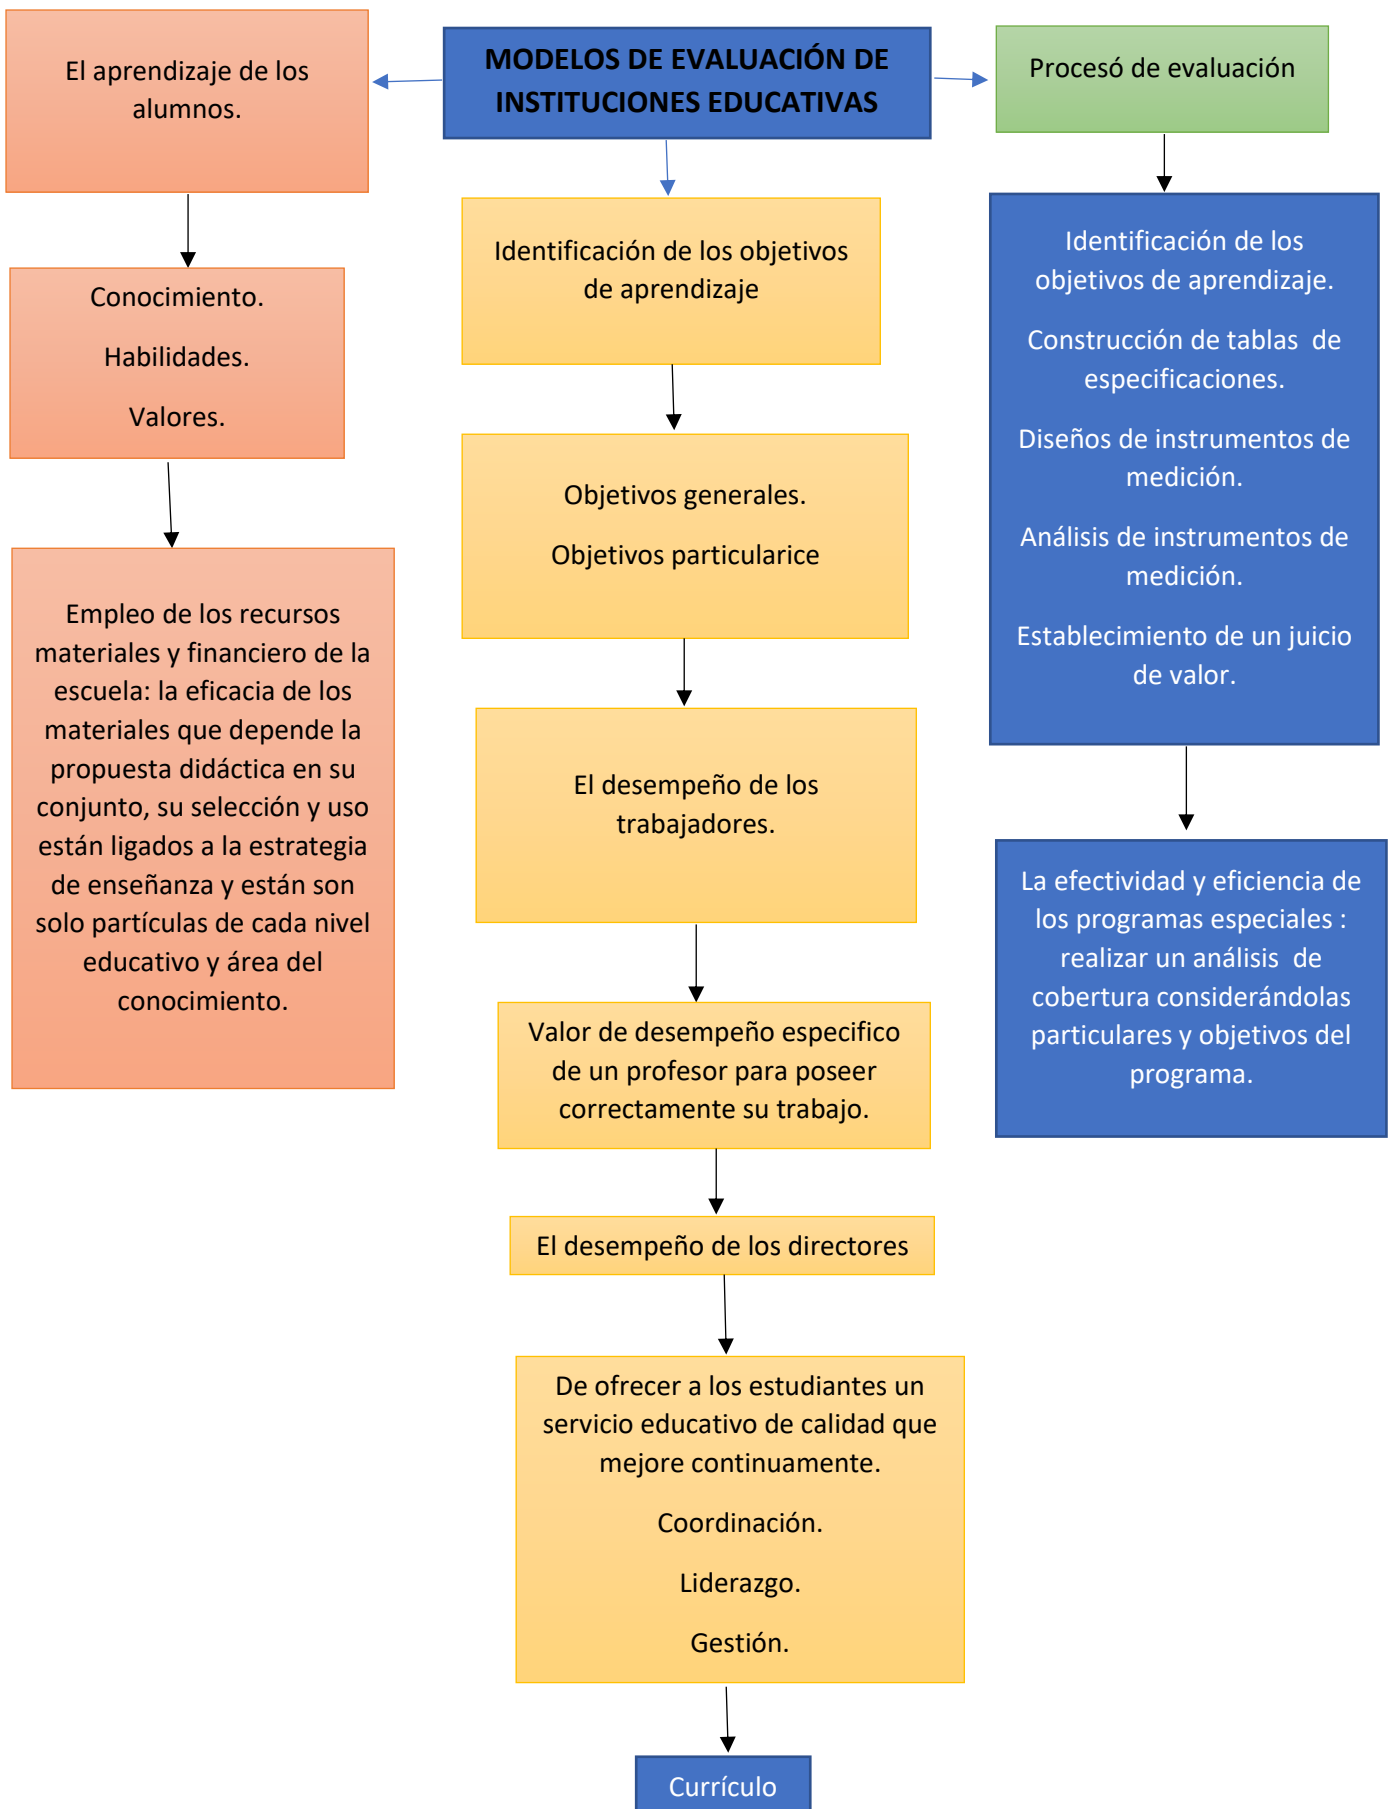 MODELOS DE EVALUACIÓN DE
INSTITUCIONES EDUCATIVAS
El aprendizaje de los
alumnos.
Conocimiento.
Habilidades.
Valores.
Empleo de los recursos
materiales y financiero de la
escuela: la eficacia de los
materiales que depende la
propuesta didáctica en su
conjunto, su selección y uso
están ligados a la estrategia
de enseñanza y están son
solo partículas de cada nivel
educativo y área del
conocimiento.
Identificación de los objetivos
de aprendizaje
Objetivos generales.
Objetivos particularice
El desempeño de los
trabajadores.
Valor de desempeño especifico
de un profesor para poseer
correctamente su trabajo.
El desempeño de los directores
De ofrecer a los estudiantes un
servicio educativo de calidad que
mejore continuamente.
Coordinación.
Liderazgo.
Gestión.
Currículo
Procesó de evaluación
Identificación de los
objetivos de aprendizaje.
Construcción de tablas  de
especificaciones.
Diseños de instrumentos de
medición.
Análisis de instrumentos de
medición.
Establecimiento de un juicio
de valor.
La efectividad y eficiencia de
los programas especiales :
realizar un análisis  de
cobertura considerándolas
particulares y objetivos del
programa.